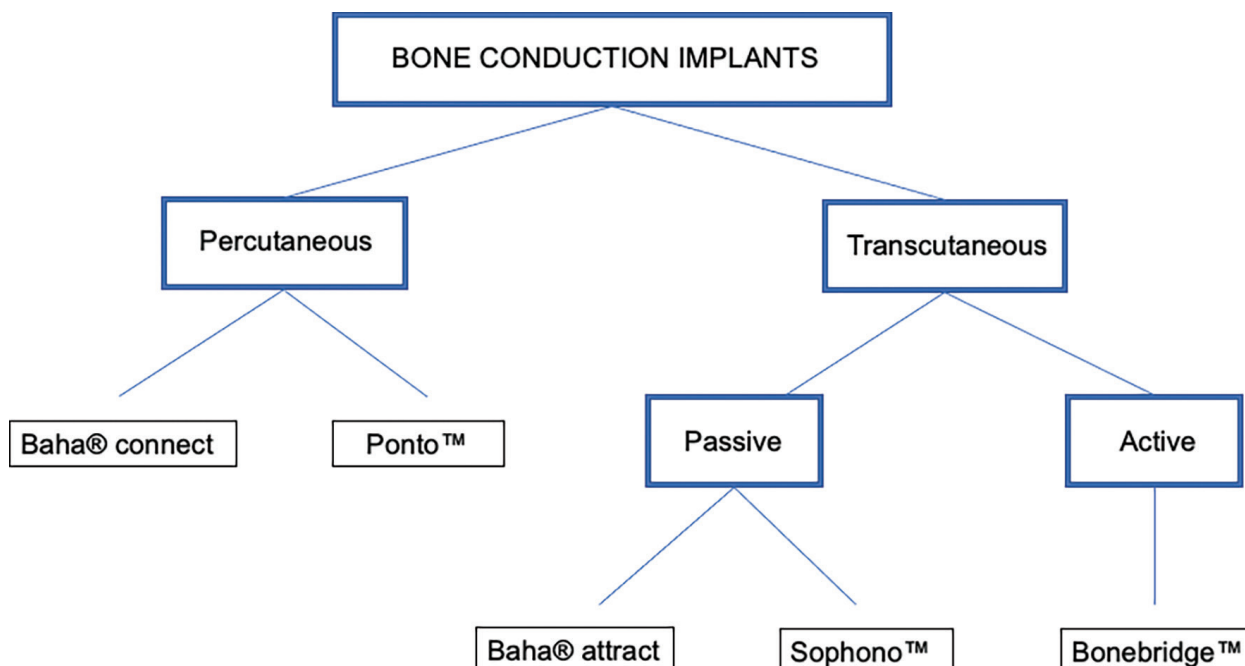 BONE CONDUCTION IMPLANTS
Percutaneous
Transcutaneous
Baha® connect
Ponto™
Passive
Active
Baha® attract
Sophono™
Bonebridge™